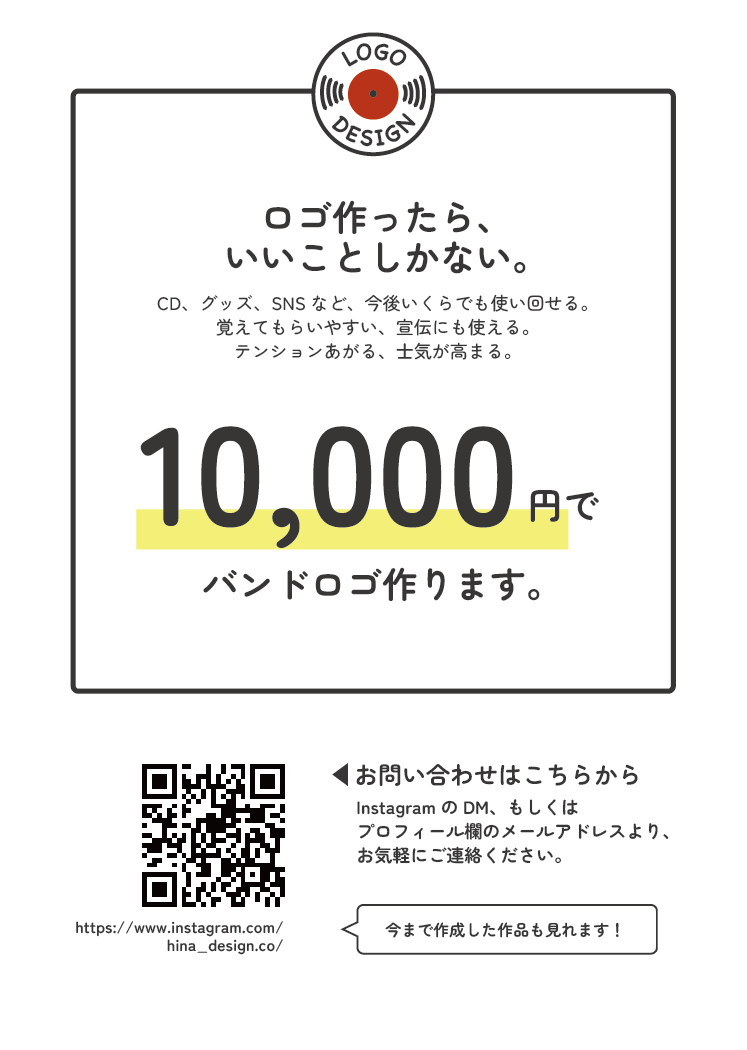 LOGO
DESIGN
ロゴ作ったら、
いいことしかない。
CD、グッズ、SNS など、今後いくらでも使い回せる。
覚えてもらいやすい、宣伝にも使える。
テンションあがる、士気が高まる。
10,000円で
バンドロゴ作ります。
お問い合わせはこちらから
Instagram の DM、もしくは
プロフィール欄のメールアドレスより、
お気軽にご連絡ください。
https://www.instagram.com/
hina_design.co/
今まで作成した作品も見れます！